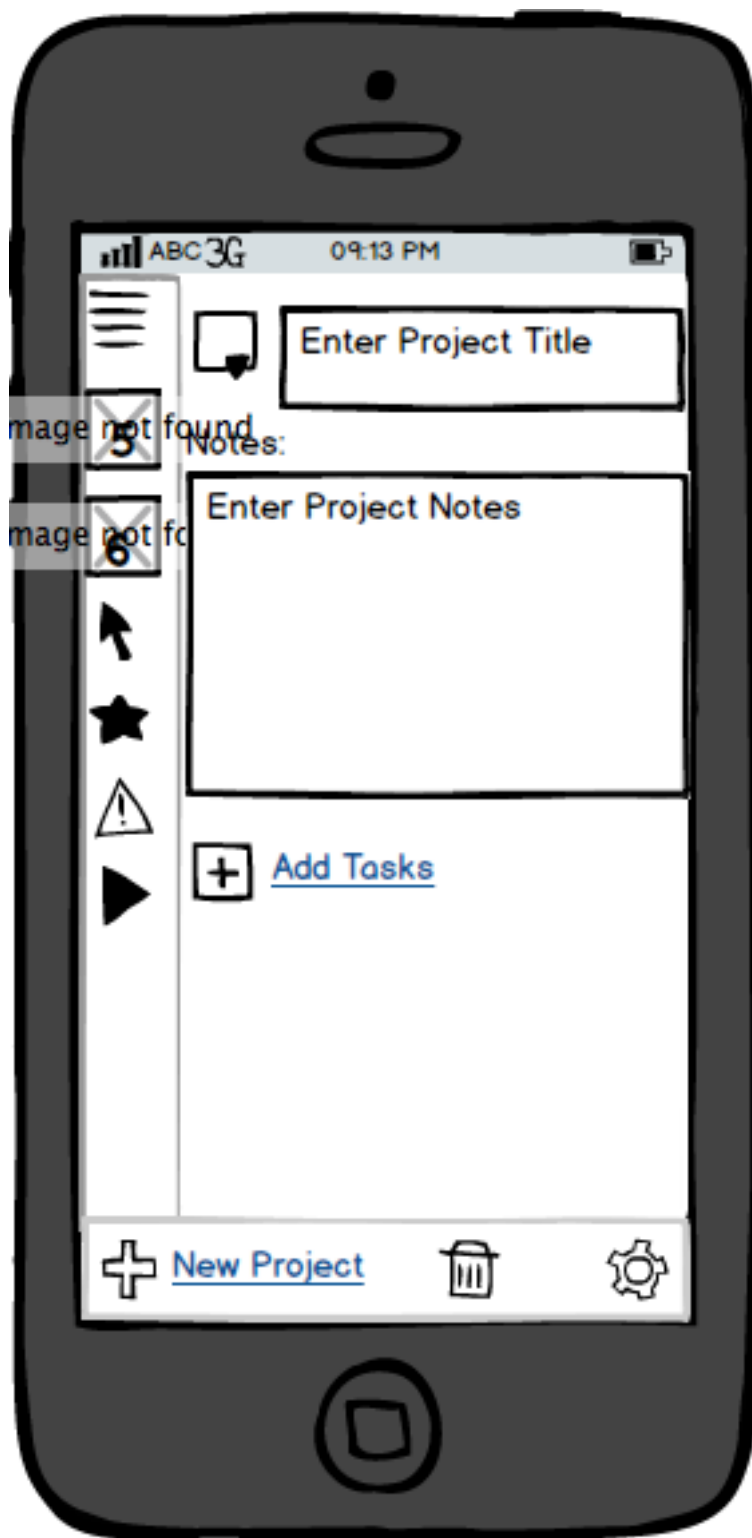 ABC 3G 09:13 PM
Enter Project Title
mage not found
5
Notes:
Enter Project Notes
mage not fo
6
Add Tasks
New Project